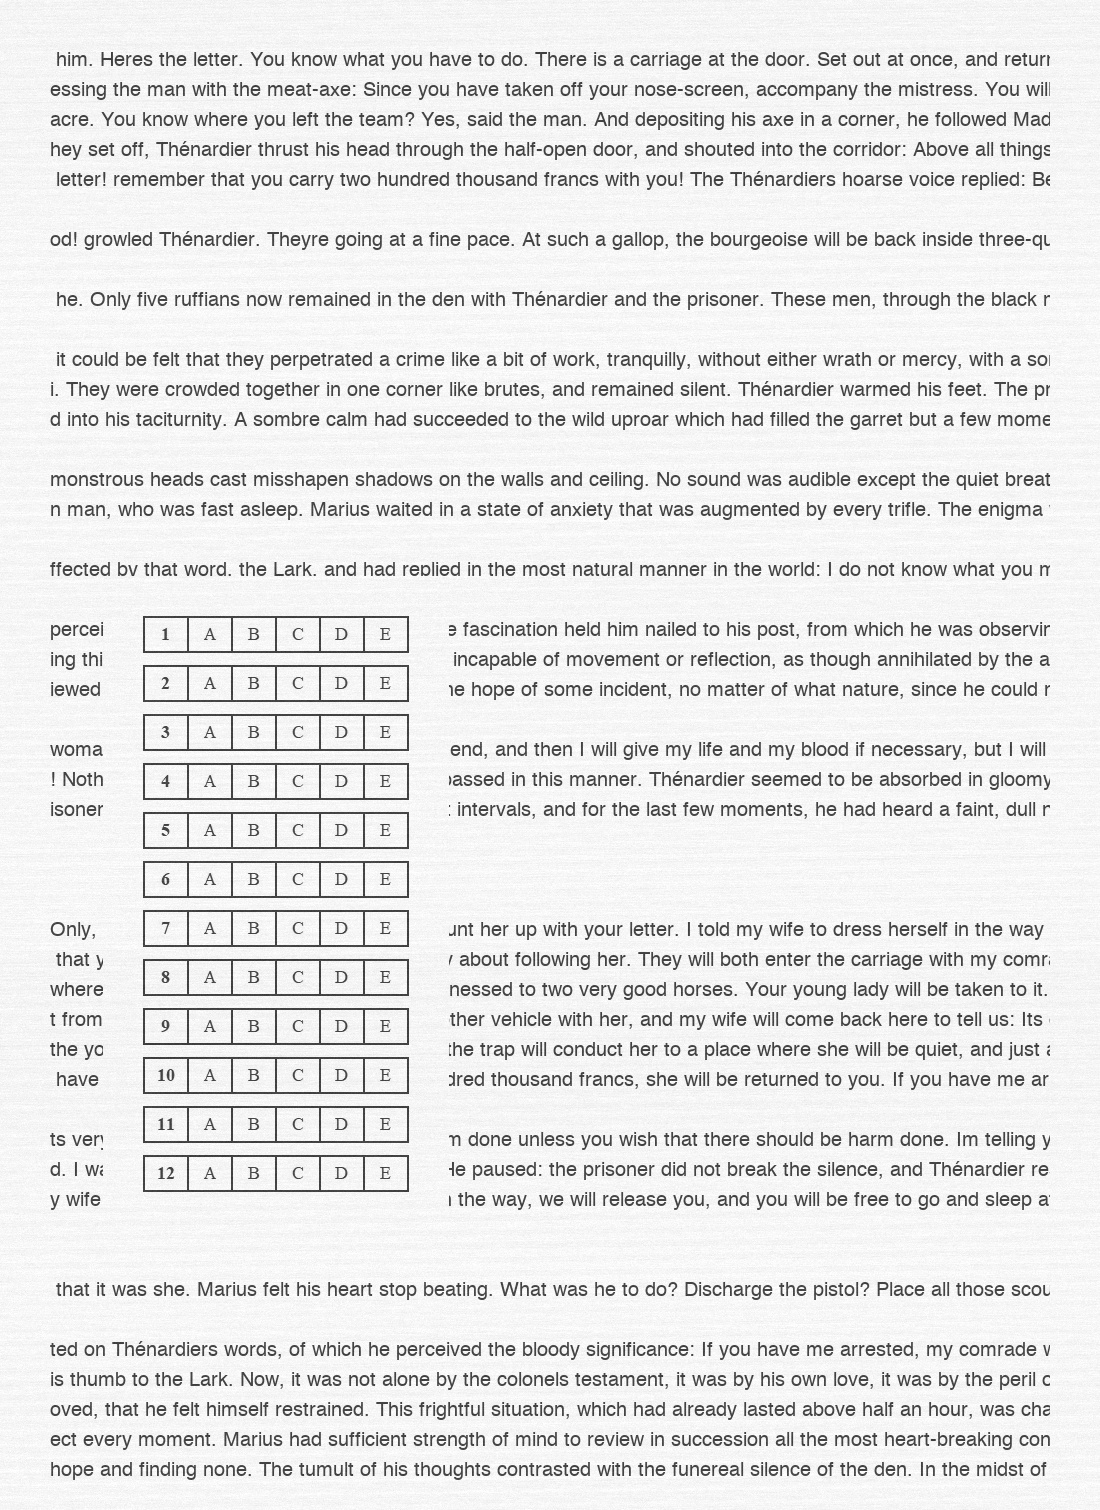 him. Heres the letter. You know what you have to do. There is a carriage at the door. Set out at once, and return
essing the man with the meat-axe: Since you have taken off your nose-screen, accompany the mistress. You will
acre. You know where you left the team? Yes, said the man. And depositing his axe in a corner, he followed Mad
hey set off, Thénardier thrust his head through the half-open door, and shouted into the corridor: Above all things
letter! remember that you carry two hundred thousand francs with you! The Thénardiers hoarse voice replied: Be
od! growled Thénardier. Theyre going at a fine pace. At such a gallop, the bourgeoise will be back inside three-qu
he. Only five ruffians now remained in the den with Thénardier and the prisoner. These men, through the black
it could be felt that they perpetrated a crime like a bit of work, tranquilly, without either wrath or mercy, with a
i. They were crowded together in one corner like brutes, and remained silent. Thénardier warmed his feet. The pr
d into his taciturnity. A sombre calm had succeeded to the wild uproar which had filled the garret but a few mome
monstrous heads cast misshapen shadows on the walls and ceiling. No sound was audible except the quiet breat
n man, who was fast asleep. Marius waited in a state of anxiety that was augmented by every trifle. The enigma
ffected by that word, the Lark, and had replied in the most natural manner in the world: I do not know what you
percei fascination held him nailed to his post, from which he was observin
1 A B C D E
ing thi incapable of movement or reflection, as though annihilated by the a
2 A B C D E
iewed he hope of some incident, no matter of what nature, since he could
3 A B C D E
woma end, and then I will give my life and my blood if necessary, but I will
4 A B C D E
! Noth passed in this manner. Thénardier seemed to be absorbed in gloomy
isoner intervals, and for the last few moments, he had heard a faint, dull
5 A B C D E
6 A B C D E
7 A B C D E
Only, unt her up with your letter. I told my wife to dress herself in the way
that y about following her. They will both enter the carriage with my comr
8 A B C D E
where nessed to two very good horses. Your young lady will be taken to it.
t from ther vehicle with her, and my wife will come back here to tell us: Its
9 A B C D E
the yo the trap will conduct her to a place where she will be quiet, and just
10 A B C D E
have dred thousand francs, she will be returned to you. If you have me ar
11 A B C D E
ts very m done unless you wish that there should be harm done. Im telling y
d. I wa He paused: the prisoner did not break the silence, and Thénardier re
12 A B C D E
y wife the way, we will release you, and you will be free to go and sleep a
that it was she. Marius felt his heart stop beating. What was he to do? Discharge the pistol? Place all those scou
ted on Thénardiers words, of which he perceived the bloody significance: If you have me arrested, my comrade
is thumb to the Lark. Now, it was not alone by the colonels testament, it was by his own love, it was by the peril
oved, that he felt himself restrained. This frightful situation, which had already lasted above half an hour, was cha
ect every moment. Marius had sufficient strength of mind to review in succession all the most heart-breaking con
hope and finding none. The tumult of his thoughts contrasted with the funereal silence of the den. In the midst of